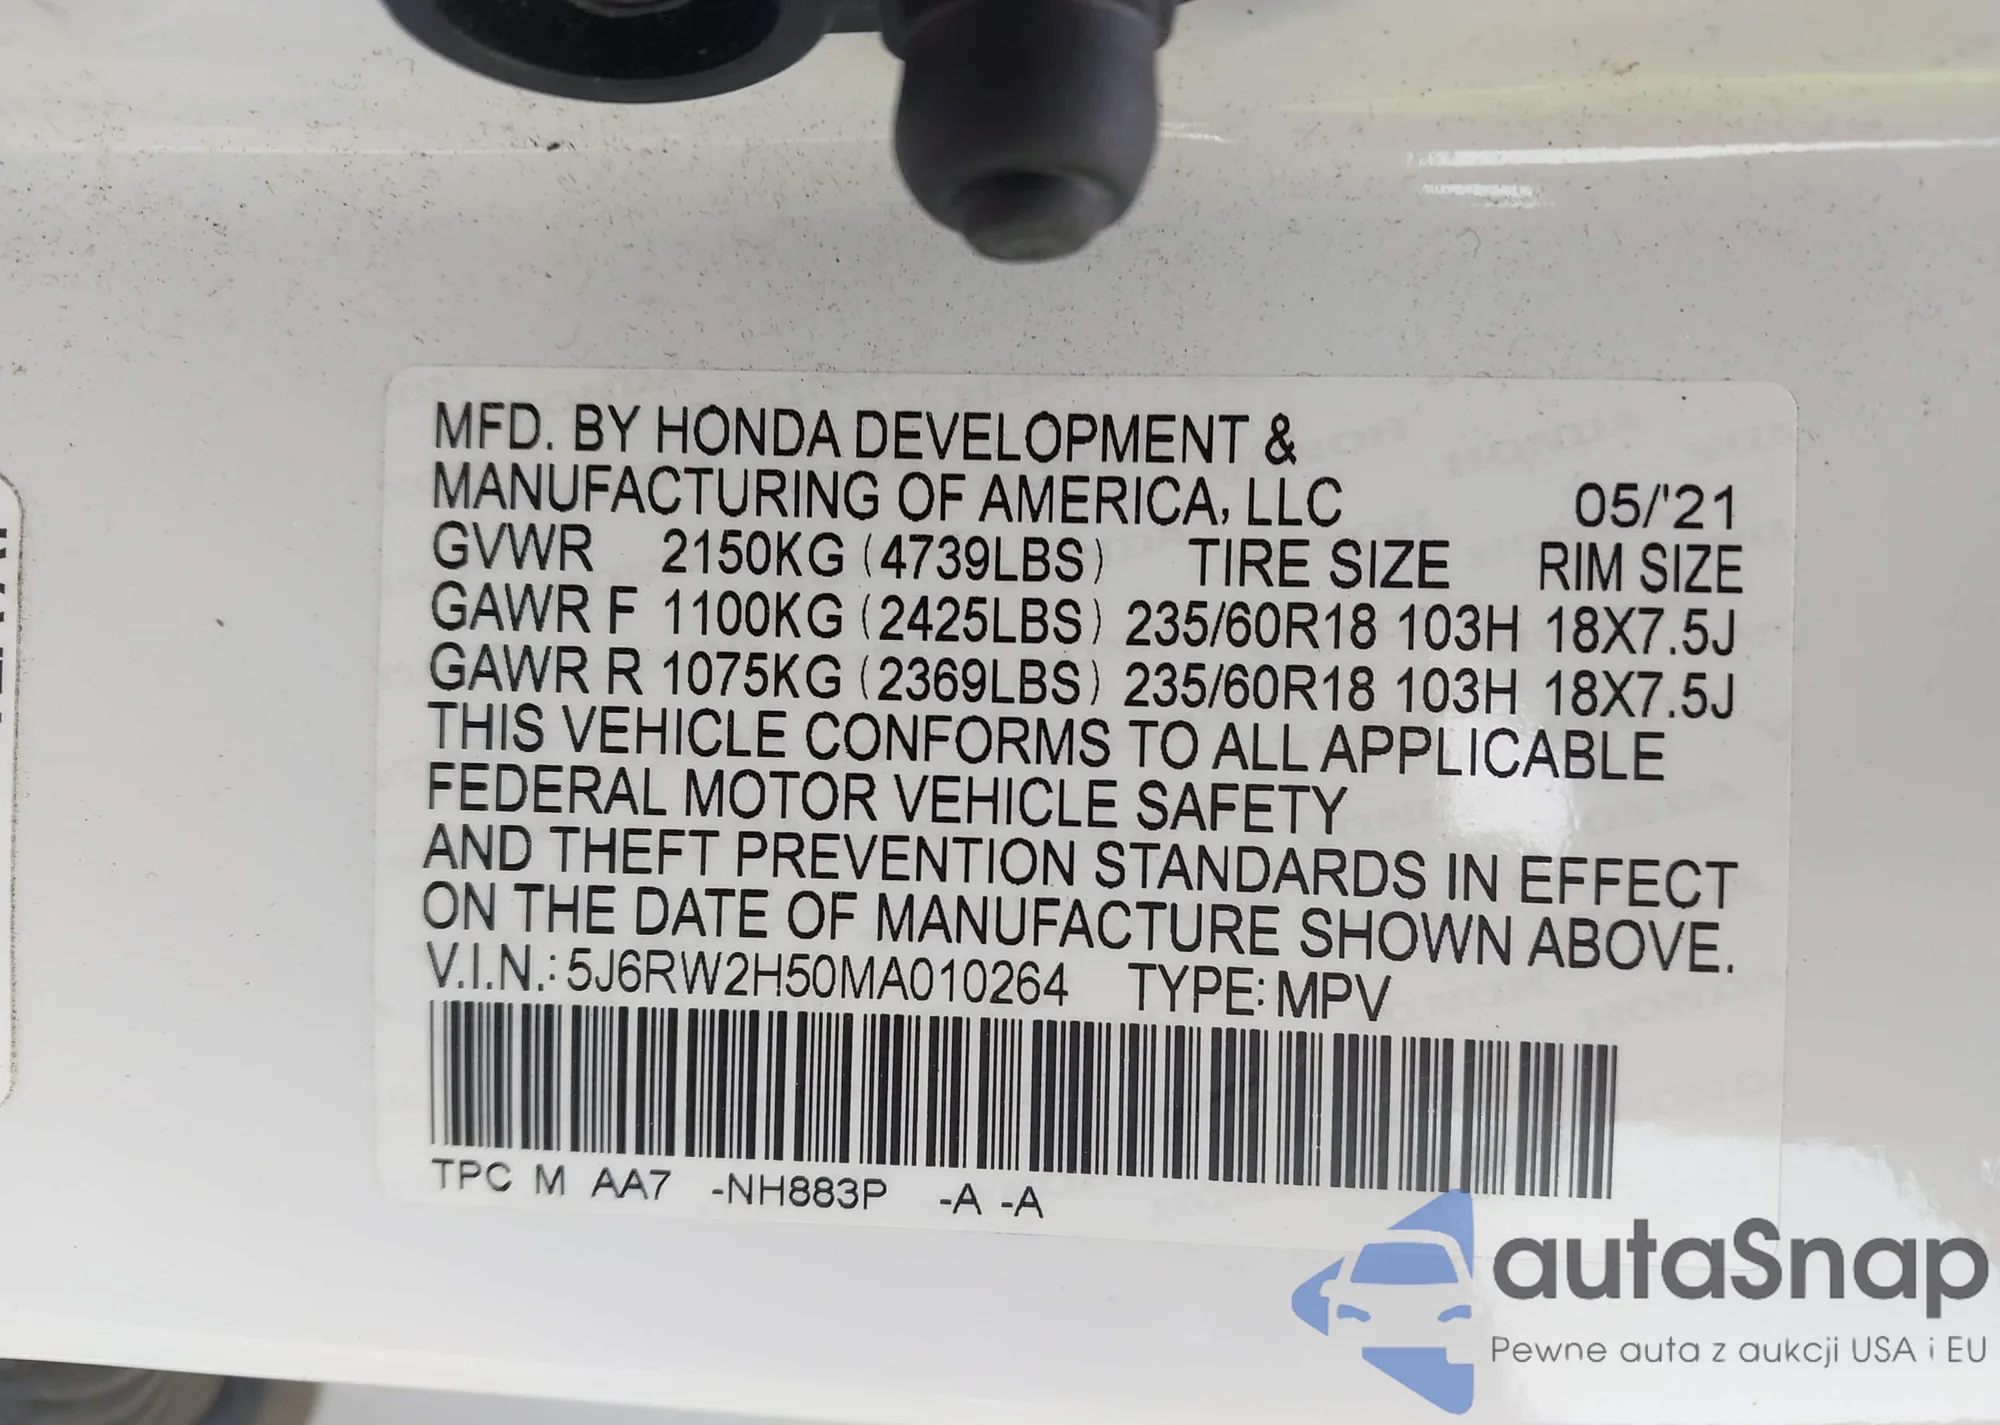 MFD. BY HONDA DEVELOPMENT &
MANUFACTURING OF AMERICA, LLC 05/'21
GVWR 2150KG (4739LBS) TIRE SIZE RIM SIZE
GAWR F 1100KG (2425LBS) 235/60R18 103H 18X7.5J
GAWR R 1075KG (2369LBS) 235/60R18 103H 18X7.5J
THIS VEHICLE CONFORMS TO ALL APPLICABLE
FEDERAL MOTOR VEHICLE SAFETY
AND THEFT PREVENTION STANDARDS IN EFFECT
ON THE DATE OF MANUFACTURE SHOWN ABOVE.
V.I.N.: 5J6RW2H50MA010264 TYPE: MPV
TPC M AA7 -NH883P -A -A
autaSnap
Pewne auta z aukcji USA i EU